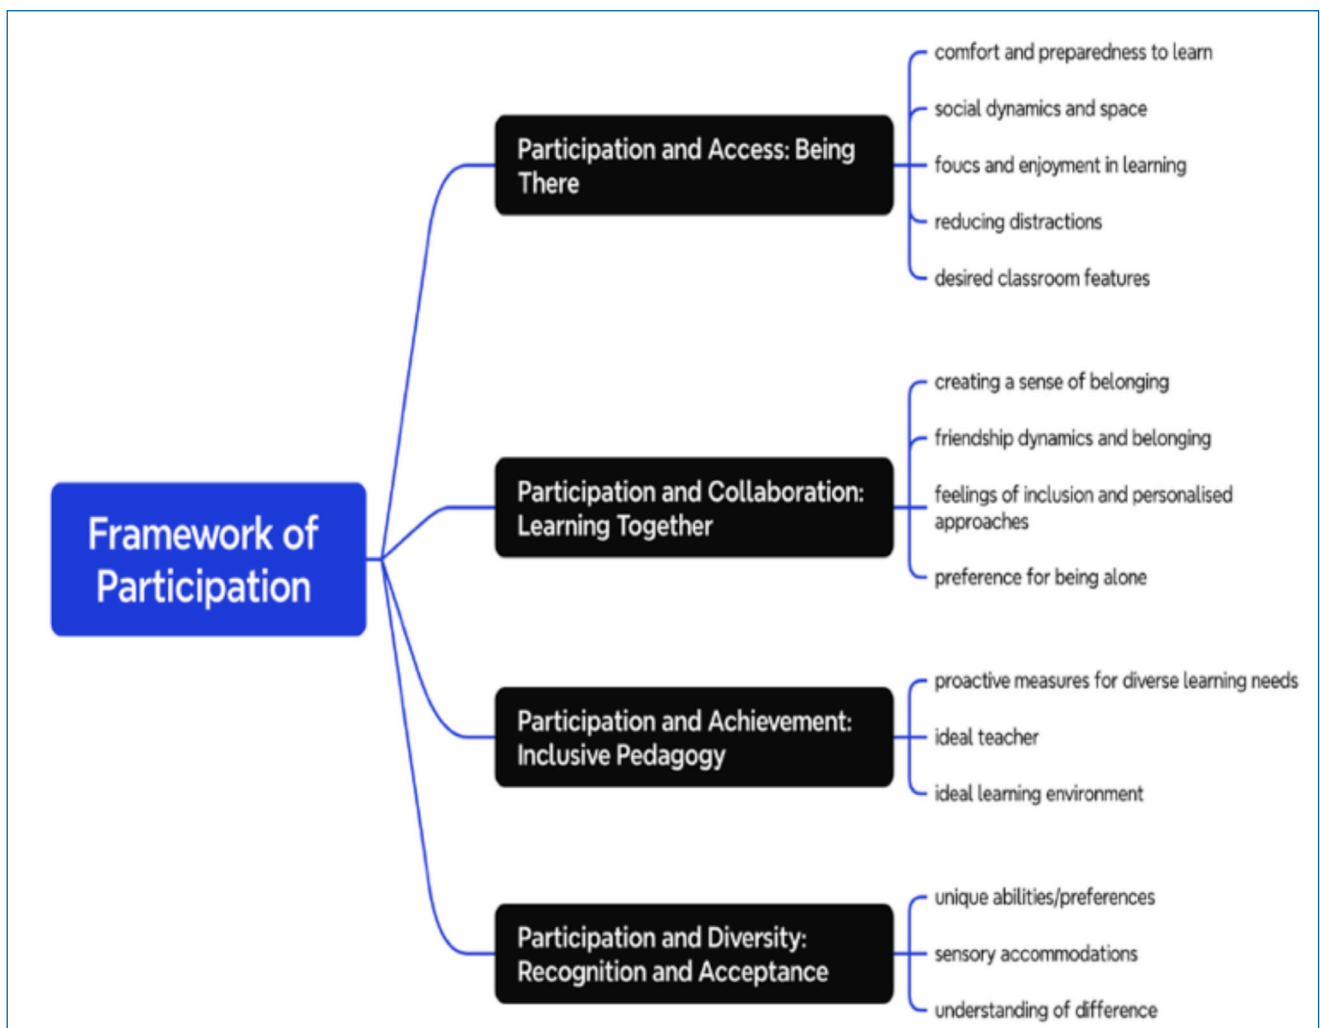 Framework of
Participation
Participation and Access: Being
There
comfort and preparedness to learn
social dynamics and space
foucs and enjoyment in learning
reducing distractions
desired classroom features
Participation and Collaboration:
Learning Together
creating a sense of belonging
friendship dynamics and belonging
feelings of inclusion and personalised
approaches
preference for being alone
Participation and Achievement:
Inclusive Pedagogy
proactive measures for diverse learning needs
ideal teacher
ideal learning environment
Participation and Diversity:
Recognition and Acceptance
unique abilities/preferences
sensory accommodations
understanding of difference